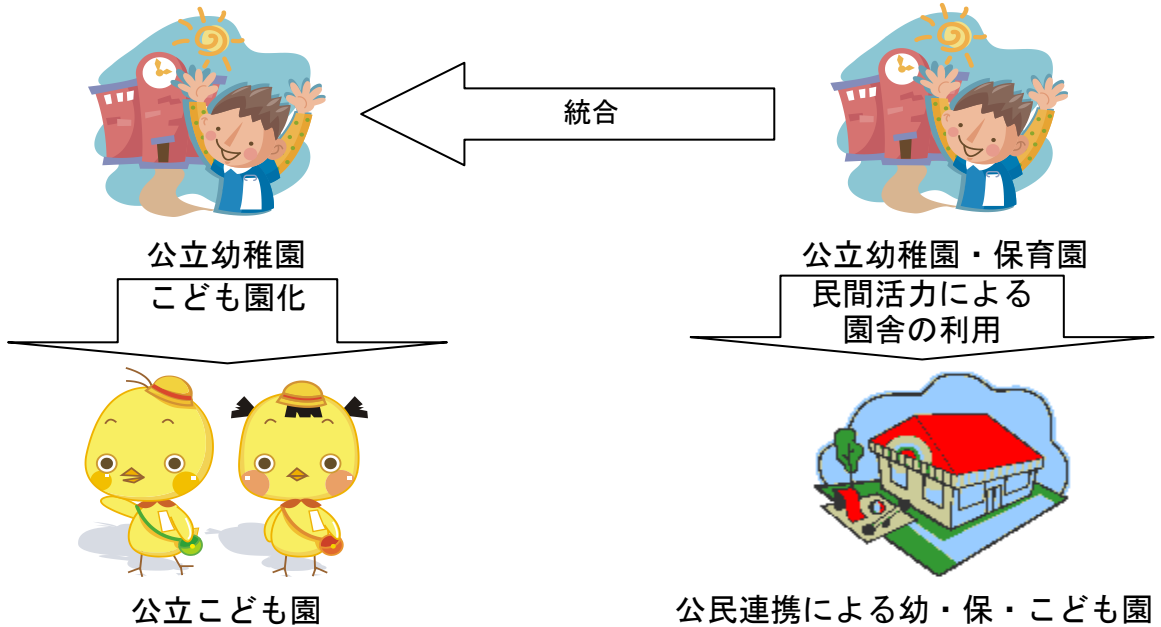 統合
公立幼稚園
公立幼稚園・保育園
こども園化
民間活力による
園舎の利用
公立こども園
公民連携による幼・保・こども園